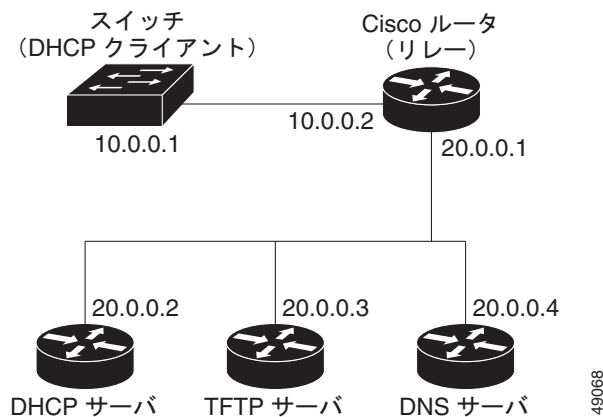 スイッチ
（DHCP クライアント）
Cisco ルータ
（リレー）
10.0.0.1
10.0.0.2
20.0.0.1
20.0.0.2
20.0.0.3
20.0.0.4
DHCP サーバ
TFTP サーバ
DNS サーバ
49068